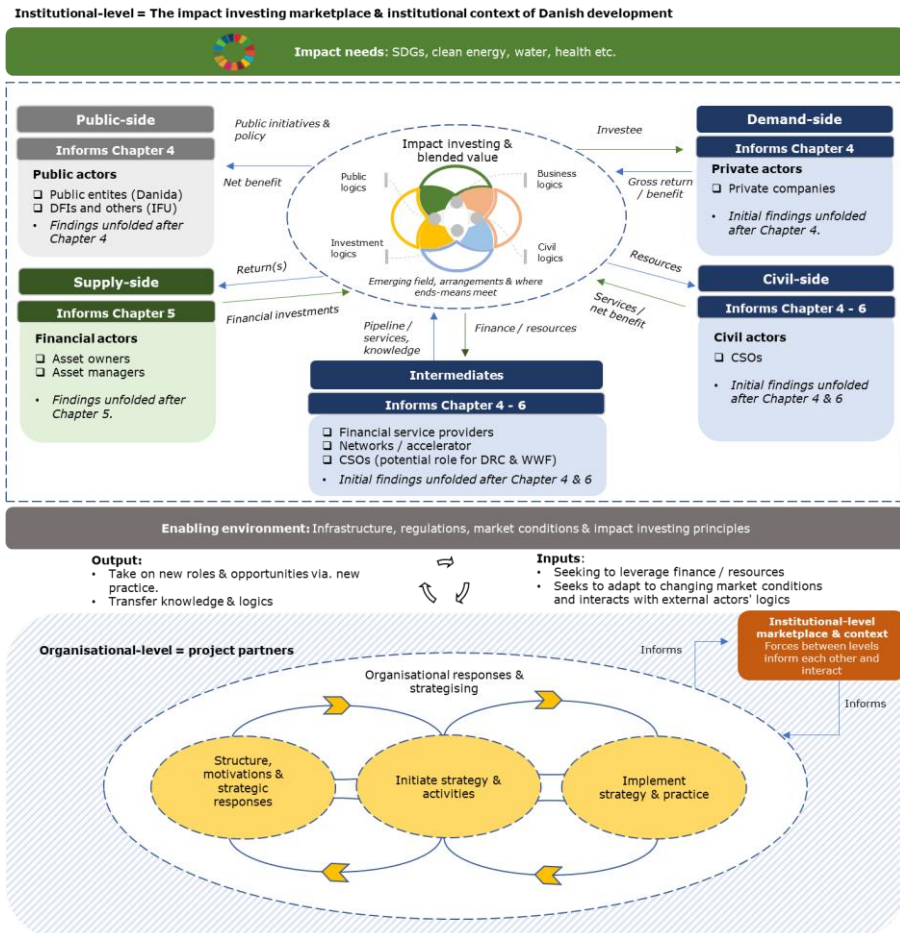 Institutional-level = The impact investing marketplace & institutional context of Danish development
Impact needs: SDGs, clean energy, water, health etc.
Public-side
Informs Chapter 4
Public actors
Public entites (Danida)
DFIs and others (IFU)
Findings unfolded after
Chapter 4
Public initiatives &
policy
Net benefit
Impact investing &
blended value
Public
logics
Business
logics
Investment
logics
Civil
logics
Emerging field, arrangements & where
ends-means meet
Investee
Gross return
/ benefit
Demand-side
Informs Chapter 4
Private actors
Private companies
Initial findings unfolded
after Chapter 4.
Supply-side
Informs Chapter 5
Financial actors
Asset owners
Asset managers
Findings unfolded after
Chapter 5.
Return(s)
Financial investments
Resources
Services/
net benefit
Civil-side
Informs Chapter 4 - 6
Civil actors
CSOs
Initial findings unfolded
after Chapter 4 & 6
Pipeline /
services,
knowledge
Finance / resources
Intermediates
Informs Chapter 4 - 6
Financial service providers
Networks / accelerator
CSOs (potential role for DRC & WWF)
Initial findings unfolded after Chapter 4 & 6
Enabling environment: Infrastructure, regulations, market conditions & impact investing principles
Output:
Take on new roles & opportunities via. new
practice.
Transfer knowledge & logics
Inputs:
Seeking to leverage finance / resources
Seeks to adapt to changing market conditions
and interacts with external actors' logics
Organisational-level = project partners
Institutional-level
marketplace & context
Forces between levels
inform each other and
interact
Informs
Informs
Organisational responses &
strategising
Structure,
motivations &
strategic
responses
Initiate strategy &
activities
Implement
strategy & practice